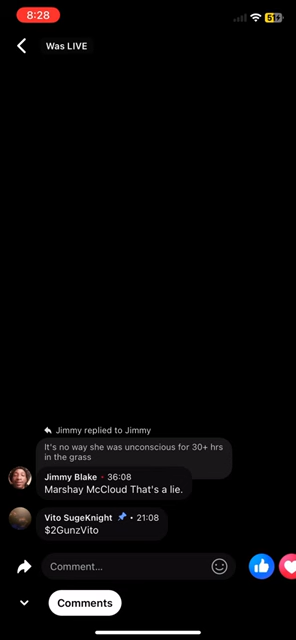 8:28
51
Was LIVE
Jimmy replied to Jimmy
It's no way she was unconscious for 30+ hrs
in the grass
Jimmy Blake • 36:08
Marshay McCloud That's a lie.
Vito SugeKnight • 21:08
$2GunzVito
Comment...
Comments